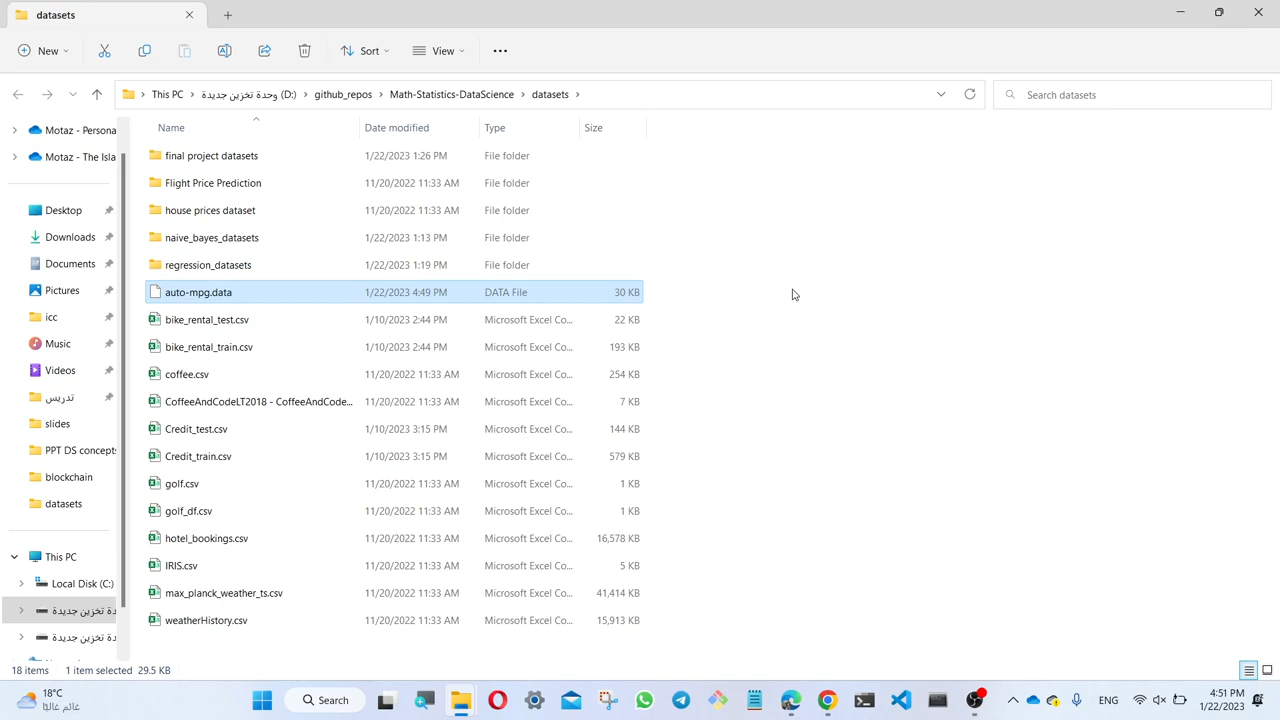 datasets
New
Sort
View
This PC
وحدة تخزين جديدة (D:)
github_repos
Math-Statistics-DataScience
datasets
Search datasets
Motaz - Persona
Motaz - The Isla
Desktop
Downloads
Documents
Pictures
icc
Music
Videos
تدريس
slides
PPT DS concepts
blockchain
datasets
This PC
Local Disk (C:)
دة تخزين جديدة
دة تخزين جديدة
Name Date modified Type Size
final project datasets 1/22/2023 1:26 PM File folder
Flight Price Prediction 11/20/2022 11:33 AM File folder
house prices dataset 11/20/2022 11:33 AM File folder
naive_bayes_datasets 1/22/2023 1:13 PM File folder
regression_datasets 1/22/2023 1:19 PM File folder
auto-mpg.data 1/22/2023 4:49 PM DATA File 30 KB
bike_rental_test.csv 1/10/2023 2:44 PM Microsoft Excel Co... 22 KB
bike_rental_train.csv 1/10/2023 2:44 PM Microsoft Excel Co... 193 KB
coffee.csv 11/20/2022 11:33 AM Microsoft Excel Co... 254 KB
CoffeeAndCodeLT2018 - CoffeeAndCode... 11/20/2022 11:33 AM Microsoft Excel Co... 7 KB
Credit_test.csv 1/10/2023 3:15 PM Microsoft Excel Co... 144 KB
Credit_train.csv 1/10/2023 3:15 PM Microsoft Excel Co... 579 KB
golf.csv 11/20/2022 11:33 AM Microsoft Excel Co... 1 KB
golf_df.csv 11/20/2022 11:33 AM Microsoft Excel Co... 1 KB
hotel_bookings.csv 11/20/2022 11:33 AM Microsoft Excel Co... 16,578 KB
IRIS.csv 11/20/2022 11:33 AM Microsoft Excel Co... 5 KB
max_planck_weather_ts.csv 11/20/2022 11:33 AM Microsoft Excel Co... 41,414 KB
weatherHistory.csv 11/20/2022 11:33 AM Microsoft Excel Co... 15,913 KB
18 items 1 item selected 29.5 KB
18°C
غائم غالبًا
Search
ENG
4:51 PM
1/22/2023